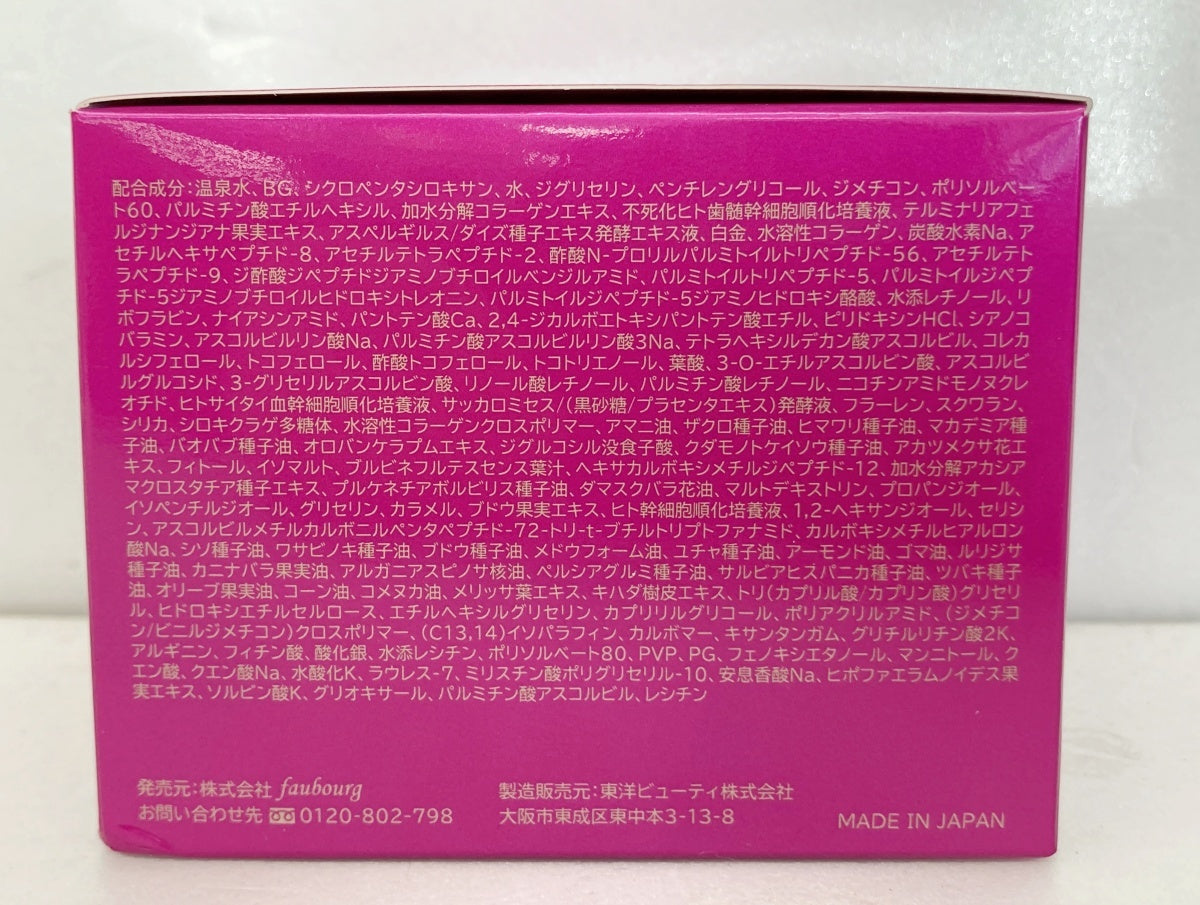 配合成分：温泉水、BG、シクロペンタシロキサン、水、ジグリセリン、ペンチレングリコール、ジメチコン、ポリソルベー
ト60、パルミチン酸エチルヘキシル、加水分解コラーゲンエキス、不死化ヒト歯髄幹細胞順化培養液、テルミナリアフェ
ルジナンジアナ果実エキス、アスペルギルス/ダイズ種子エキス発酵エキス液、白金、水溶性コラーゲン、炭酸水素Na、ア
セチルヘキサペプチド-8、アセチルテトラペプチド-2、酢酸N-プロリルパルミトイルトリペプチド-56、アセチルテト
ラペプチド-9、ジ酢酸ジペプチドジアミノブチロイルベンジルアミド、パルミトイルトリペプチド-5、パルミトイルジペプ
チド-5ジアミノブチロイルヒドロキシトレオニン、パルミトイルジペプチド-5ジアミノヒドロキシ酪酸、水添レチノール、リ
ボフラビン、ナイアシンアミド、パントテン酸Ca、2,4-ジカルボエトキシパントテン酸エチル、ピリドキシンHCl、シアノコ
バラミン、アスコルビルリン酸Na、パルミチン酸アスコルビルリン酸3Na、テトラヘキシルデカン酸アスコルビル、コレカ
ルシフェロール、トコフェロール、酢酸トコフェロール、トコトリエノール、葉酸、3-O-エチルアスコルビン酸、アスコルビ
ルグルコシド、3-グリセリルアスコルビン酸、リノール酸レチノール、パルミチン酸レチノール、ニコチンアミドモノヌクレ
オチド、ヒトサイタイ血幹細胞順化培養液、サッカロミセス/(黒砂糖/プラセンタエキス)発酵液、フラーレン、スクワラン、
シリカ、シロキクラゲ多糖体、水溶性コラーゲンクロスポリマー、アマニ油、ザクロ種子油、ヒマワリ種子油、マカデミア種
子油、バオバブ種子油、オロバンケラプムエキス、ジグルコシル没食子酸、クダモノトケイソウ種子油、アカツメクサ花エ
キス、フィトール、イソマルト、ブルビネフルテスセンス葉汁、ヘキサカルボキシメチルジペプチド-12、加水分解アカシア
マクロスタチア種子エキス、プルケネチアボルビリス種子油、ダマスクバラ花油、マルトデキストリン、プロパンジオール、
イソペンチルジオール、グリセリン、カラメル、ブドウ果実エキス、ヒト幹細胞順化培養液、1,2-ヘキサンジオール、セリシ
ン、アスコルビルメチルカルボニルペンタペプチド-72-トリ-t-ブチルトリプトファナミド、カルボキシメチルヒアルロン
酸Na、シソ種子油、ワサビノキ種子油、ブドウ種子油、メドウフォーム油、ユチャ種子油、アーモンド油、ゴマ油、ルリジサ
種子油、カニナバラ果実油、アルガニアスピノサ核油、ペルシアグルミ種子油、サルビアヒスパニカ種子油、ツバキ種子
油、オリーブ果実油、コーン油、コメヌカ油、メリッサ葉エキス、キハダ樹皮エキス、トリ(カプリル酸/カプリン酸)グリセリ
ル、ヒドロキシエチルセルロース、エチルヘキシルグリセリン、カプリリルグリコール、ポリアクリルアミド、(ジメチコ
ン/ビニルジメチコン)クロスポリマー、(C13,14)イソパラフィン、カルボマー、キサンタンガム、グリチルリチン酸2K、
アルギニン、フィチン酸、酸化銀、水添レシチン、ポリソルベート80、PVP、PG、フェノキシエタノール、マンニトール、ク
エン酸、クエン酸Na、水酸化K、ラウレス-7、ミリスチン酸ポリグリセリル-10、安息香酸Na、ヒポファエラムノイデス果
実エキス、ソルビン酸K、グリオキサール、パルミチン酸アスコルビル、レシチン
発売元：株式会社 faubourg
お問い合わせ先 0120-802-798
製造販売元：東洋ビューティ株式会社
大阪市東成区東中本3-13-8
MADE IN JAPAN